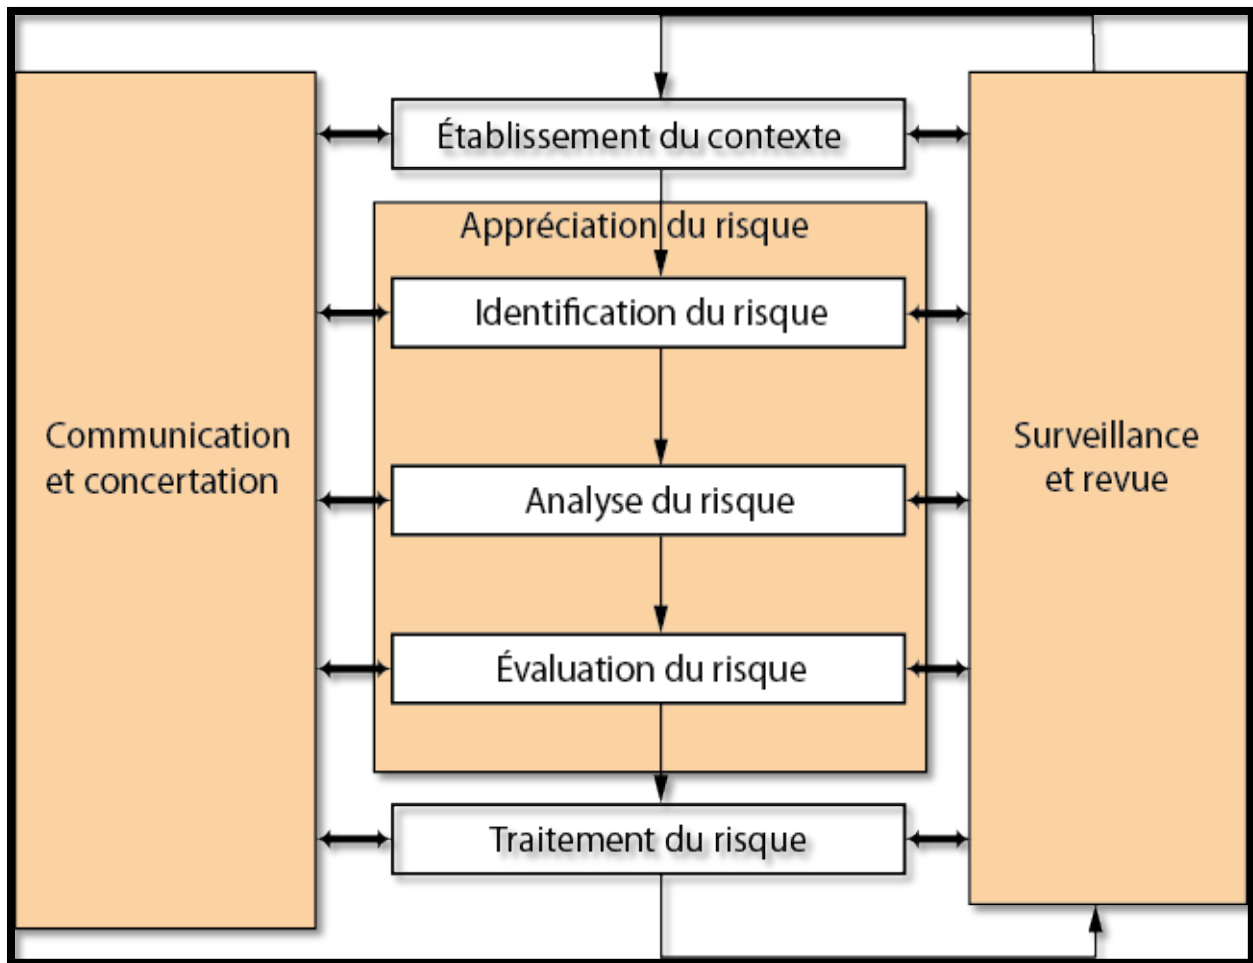 Établissement du contexte
Appréciation du risque
Identification du risque
Communication
et concertation
Surveillance
et revue
Analyse du risque
Évaluation du risque
Traitement du risque